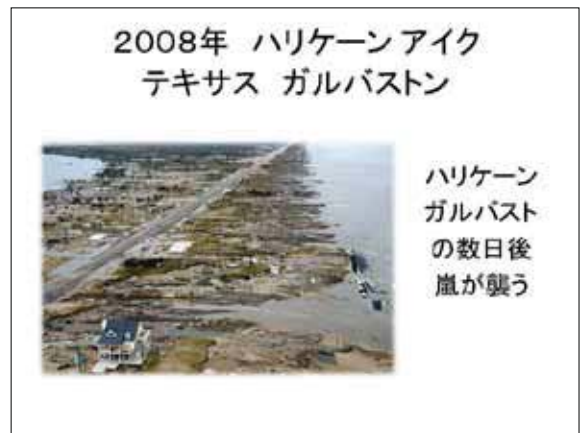 2008年　ハリケーン アイク
テキサス　ガルバストン
ハリケーン
ガルバスト
の数日後
嵐が襲う